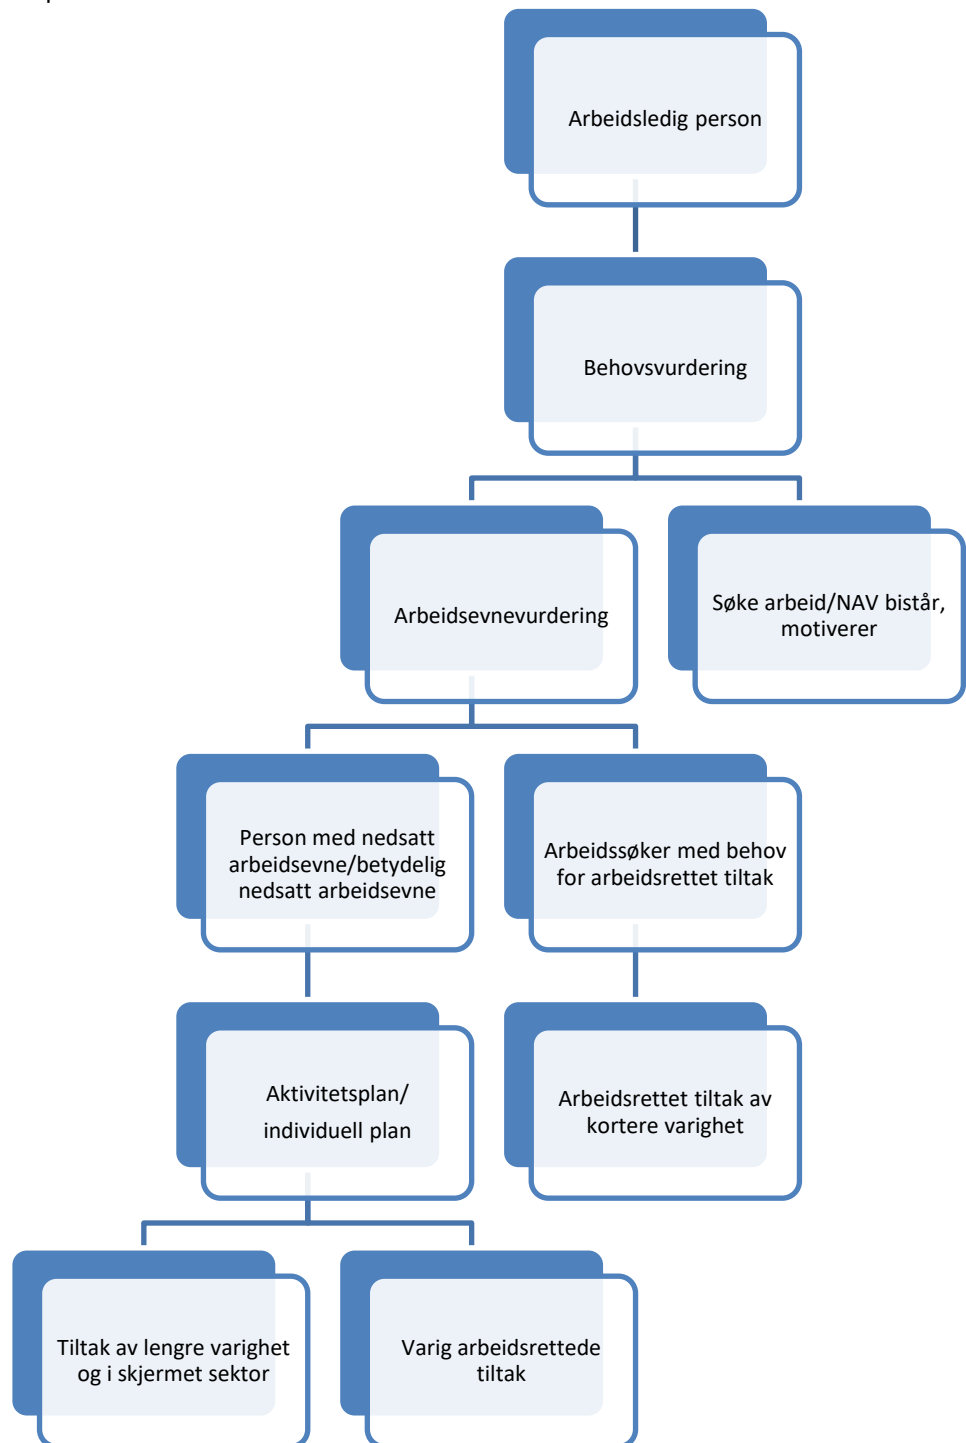 Arbeidsledig person
Behovsvurdering
Arbeidsevnevurdering
Søke arbeid/NAV bistår,
motiverer
Person med nedsatt
arbeidsevne/betydelig
nedsatt arbeidsevne
Arbeidssøker med behov
for arbeidsrettet tiltak
Aktivitetsplan/
individuell plan
Arbeidsrettet tiltak av
kortere varighet
Tiltak av lengre varighet
og i skjermet sektor
Varig arbeidsrettede
tiltak